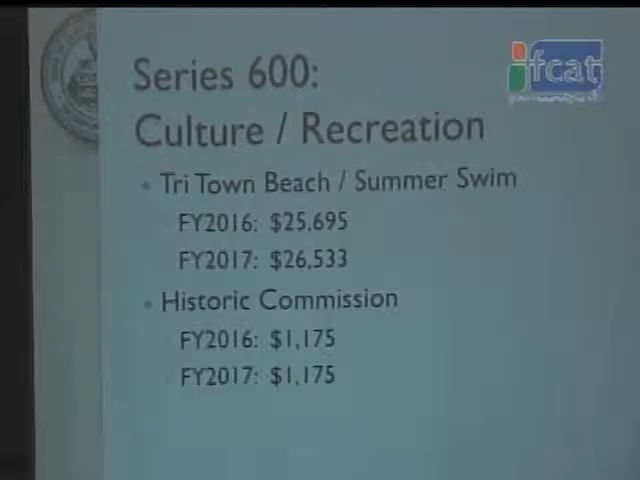 Series 600:
Culture / Recreation
ifcat
• Tri Town Beach / Summer Swim
FY2016: $25,695
FY2017: $26,533
• Historic Commission
FY2016: $1,175
FY2017: $1,175